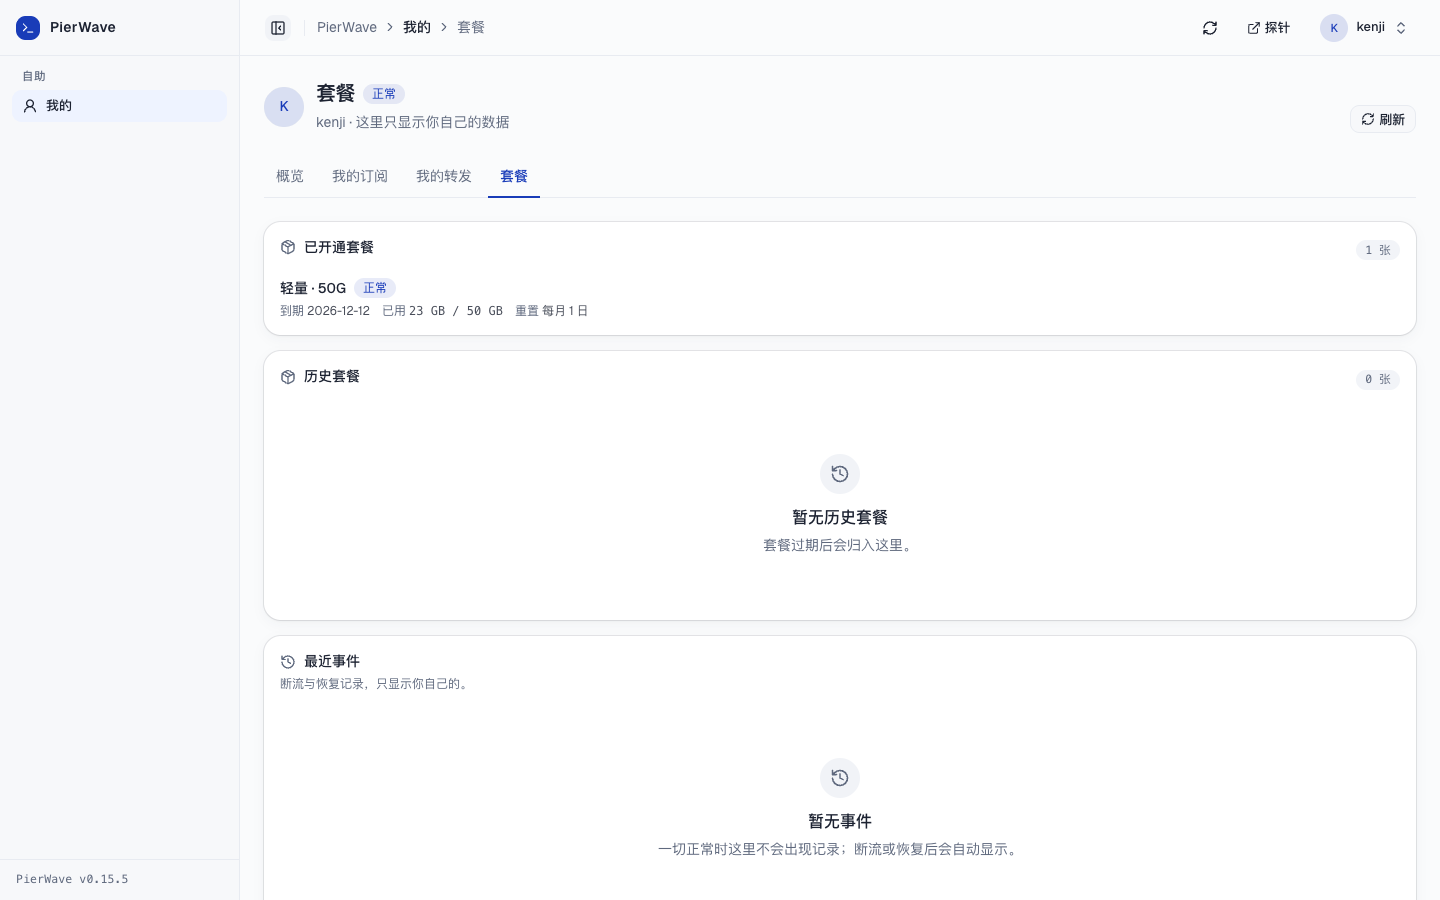 PierWave
自助
我的
PierWave v0.15.5
PierWave > 我的 > 套餐
探针
K kenji
K
套餐 正常
kenji · 这里只显示你自己的数据
刷新
概览 我的订阅 我的转发 套餐
已开通套餐
1 张
轻量 · 50G 正常
到期 2026-12-12 已用 23 GB / 50 GB 重置 每月 1 日
历史套餐
0 张
暂无历史套餐
套餐过期后会归入这里。
最近事件
断流与恢复记录，只显示你自己的。
暂无事件
一切正常时这里不会出现记录；断流或恢复后会自动显示。